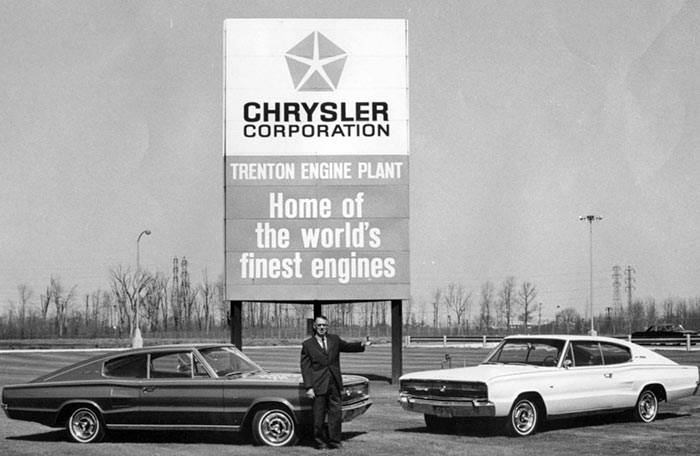 CHRYSLER
CORPORATION
TRENTON ENGINE PLANT
Home of
the world's
finest engines